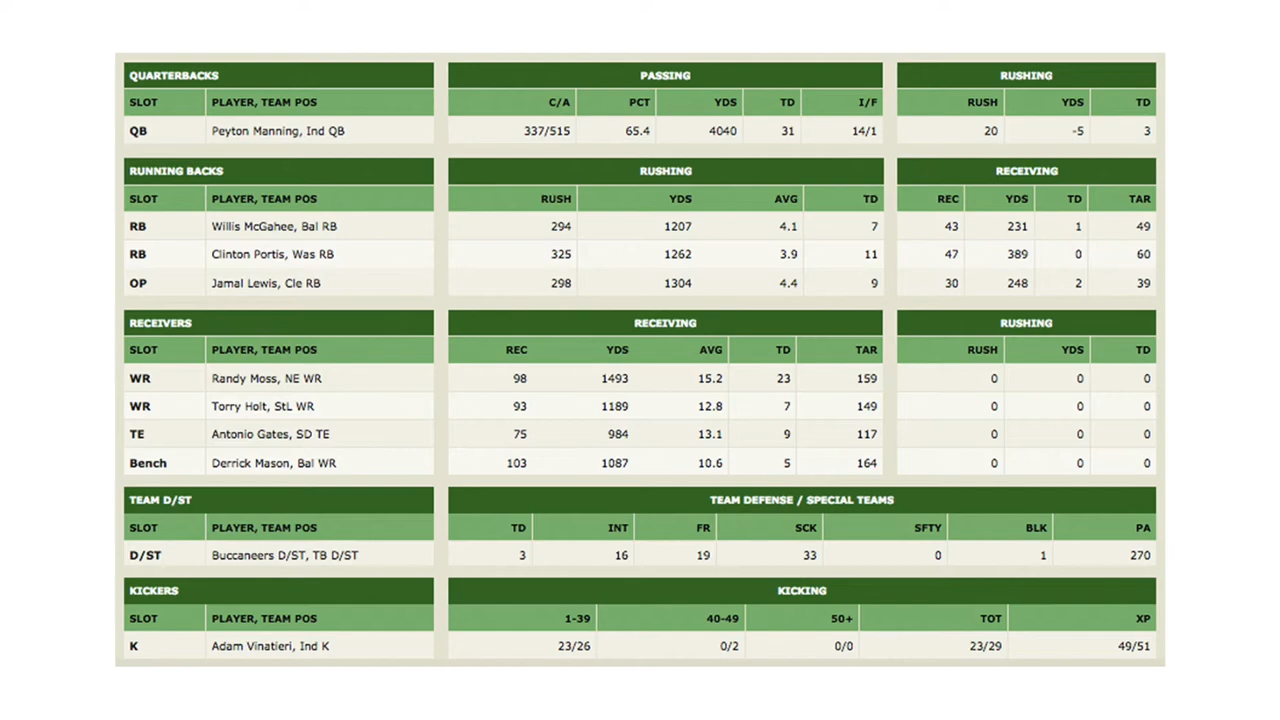 QUARTERBACKS PASSING RUSHING
SLOT PLAYER, TEAM POS C/A PCT YDS TD I/F RUSH YDS TD
QB Peyton Manning, Ind QB 337/515 65.4 4040 31 14/1 20 -5 3
RUNNING BACKS RUSHING RECEIVING
SLOT PLAYER, TEAM POS RUSH YDS AVG TD REC YDS TD TAR
RB Willis McGahee, Bal RB 294 1207 4.1 7 43 231 1 49
RB Clinton Portis, Was RB 325 1262 3.9 11 47 389 0 60
OP Jamal Lewis, Cle RB 298 1304 4.4 9 30 248 2 39
RECEIVERS RECEIVING RUSHING
SLOT PLAYER, TEAM POS REC YDS AVG TD TAR RUSH YDS TD
WR Randy Moss, NE WR 98 1493 15.2 23 159 0 0 0
WR Torry Holt, StL WR 93 1189 12.8 7 149 0 0 0
TE Antonio Gates, SD TE 75 984 13.1 9 117 0 0 0
Bench Derrick Mason, Bal WR 103 1087 10.6 5 164 0 0 0
TEAM D/ST TEAM DEFENSE / SPECIAL TEAMS
SLOT PLAYER, TEAM POS TD INT FR SCK SFTY BLK PA
D/ST Buccaneers D/ST, TB D/ST 3 16 19 33 0 1 270
KICKERS KICKING
SLOT PLAYER, TEAM POS 1-39 40-49 50+ TOT XP
K Adam Vinatieri, Ind K 23/26 0/2 0/0 23/29 49/51